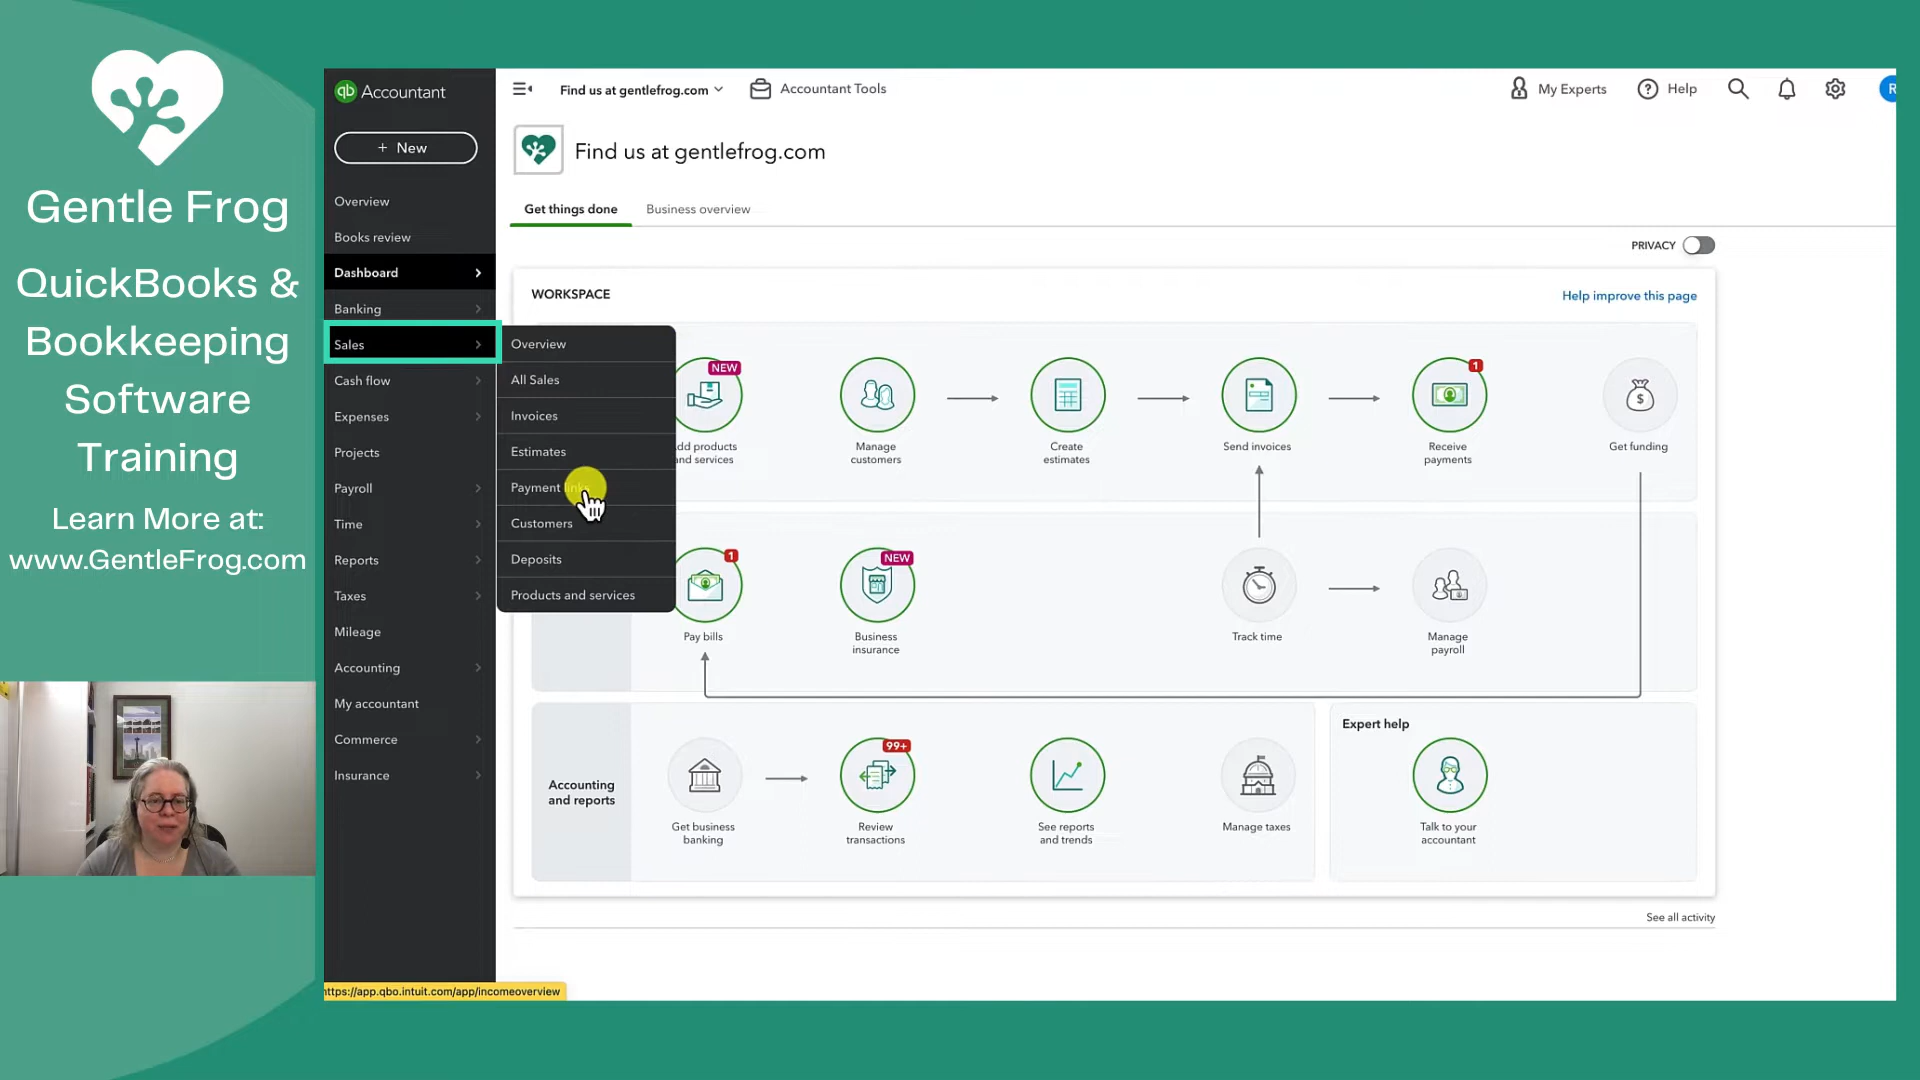 Gentle Frog
QuickBooks &
Bookkeeping
Software
Training
Learn More at:
www.GentleFrog.com
qb Accountant
+ New
Overview
Books review
Dashboard
Banking
Sales
Cash flow
Expenses
Projects
Payroll
Time
Reports
Taxes
Mileage
Accounting
My accountant
Commerce
Insurance
Overview
All Sales
Invoices
Estimates
Payment links
Customers
Deposits
Products and services
Find us at gentlefrog.com
Accountant Tools
My Experts
Help
R
Find us at gentlefrog.com
Get things done
Business overview
PRIVACY
WORKSPACE
Help improve this page
NEW
dd products
nd services
Manage
customers
Create
estimates
Send invoices
1
Receive
payments
$
Get funding
1
Pay bills
NEW
Business
insurance
Track time
Manage
payroll
Accounting
and reports
Get business
banking
99+
Review
transactions
See reports
and trends
Manage taxes
Expert help
Talk to your
accountant
See all activity
https://app.qbo.intuit.com/app/incomeoverview